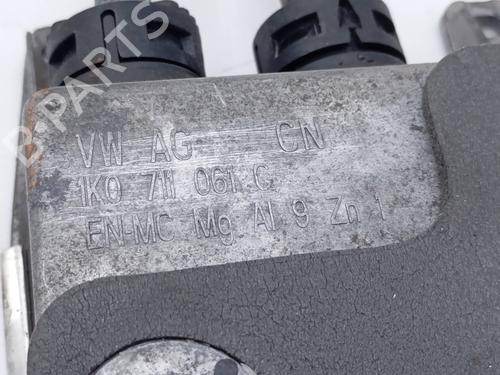 B-PARTS
VW AG CN
1K0 711 061 C
EN-MC Mg Al 9 Zn 1